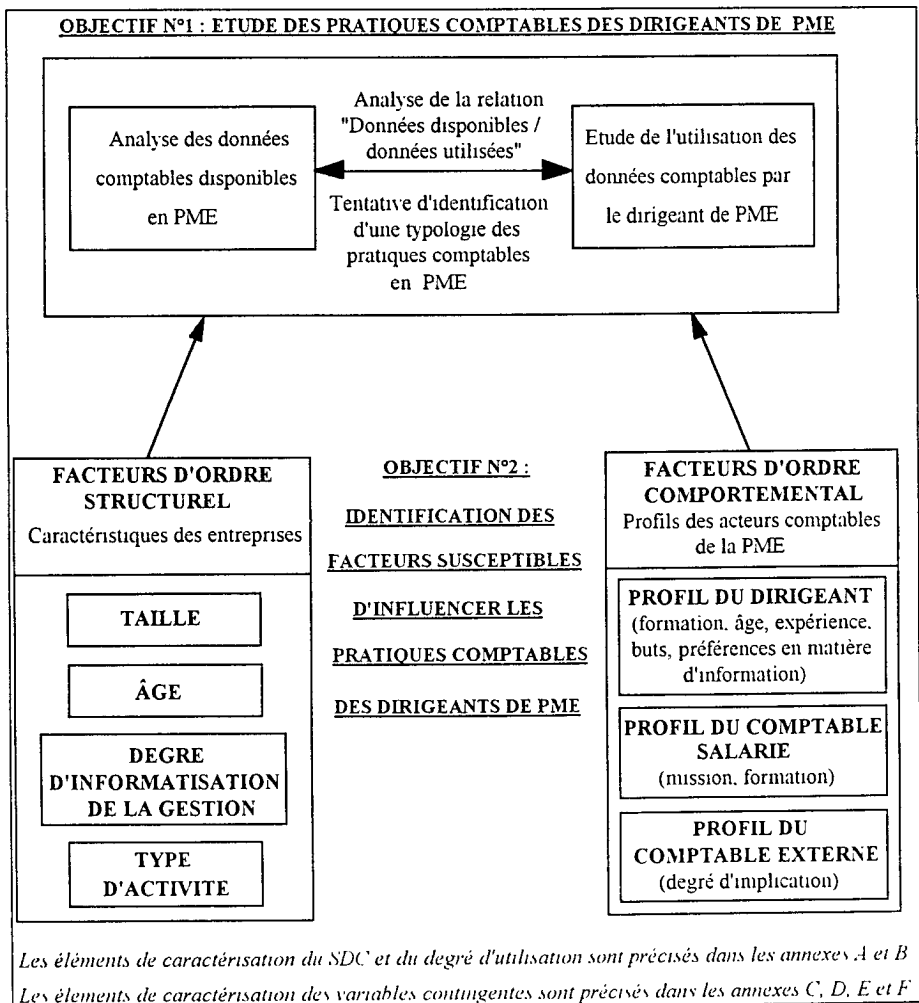 OBJECTIF N°1 : ETUDE DES PRATIQUES COMPTABLES DES DIRIGEANTS DE PME
Analyse des données
comptables disponibles
en PME
Analyse de la relation
"Données disponibles /
données utilisées"
Tentative d'identification
d'une typologie des
pratiques comptables
en PME
Etude de l'utilisation des
données comptables par
le dirigeant de PME
FACTEURS D'ORDRE
STRUCTUREL
Caractéristiques des entreprises
TAILLE
ÂGE
DEGRE
D'INFORMATISATION
DE LA GESTION
TYPE
D'ACTIVITE
OBJECTIF N°2 :
IDENTIFICATION DES
FACTEURS SUSCEPTIBLES
D'INFLUENCER LES
PRATIQUES COMPTABLES
DES DIRIGEANTS DE PME
FACTEURS D'ORDRE
COMPORTEMENTAL
Profils des acteurs comptables
de la PME
PROFIL DU DIRIGEANT
(formation, âge, expérience,
buts, préférences en matière
d'information)
PROFIL DU COMPTABLE
SALARIE
(mission, formation)
PROFIL DU
COMPTABLE EXTERNE
(degré d'implication)
Les éléments de caractérisation du SDC et du degré d'utilisation sont précisés dans les annexes A et B
Les élements de caractérisation des variables contingentes sont précisés dans les annexes C, D, E et F